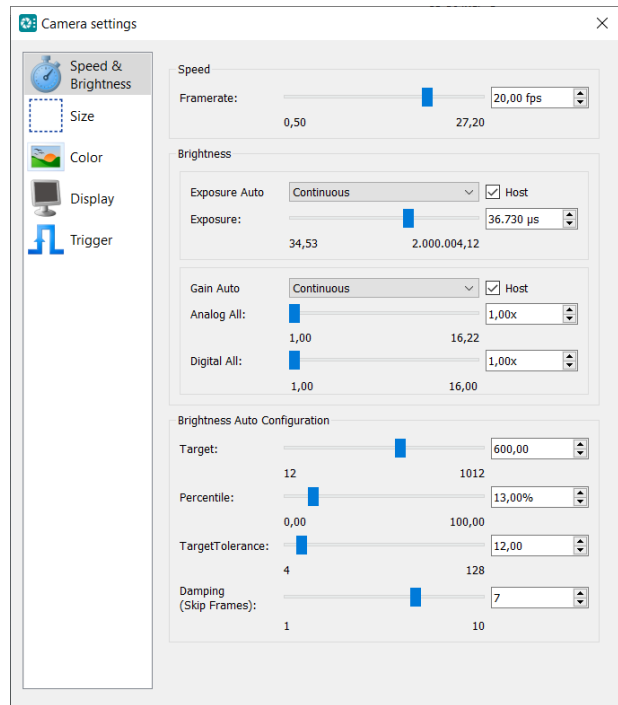 Camera settings
Speed &
Brightness
Size
Color
Display
Trigger
Speed
Framerate:
20,00 fps
0,50
27,20
Brightness
Exposure Auto
Continuous
Host
Exposure:
36.730 µs
34,53
2.000.004,12
Gain Auto
Continuous
Host
Analog All:
1,00x
1,00
16,22
Digital All:
1,00x
1,00
16,00
Brightness Auto Configuration
Target:
600,00
12
1012
Percentile:
13,00%
0,00
100,00
TargetTolerance:
12,00
4
128
Damping
(Skip Frames):
7
1
10